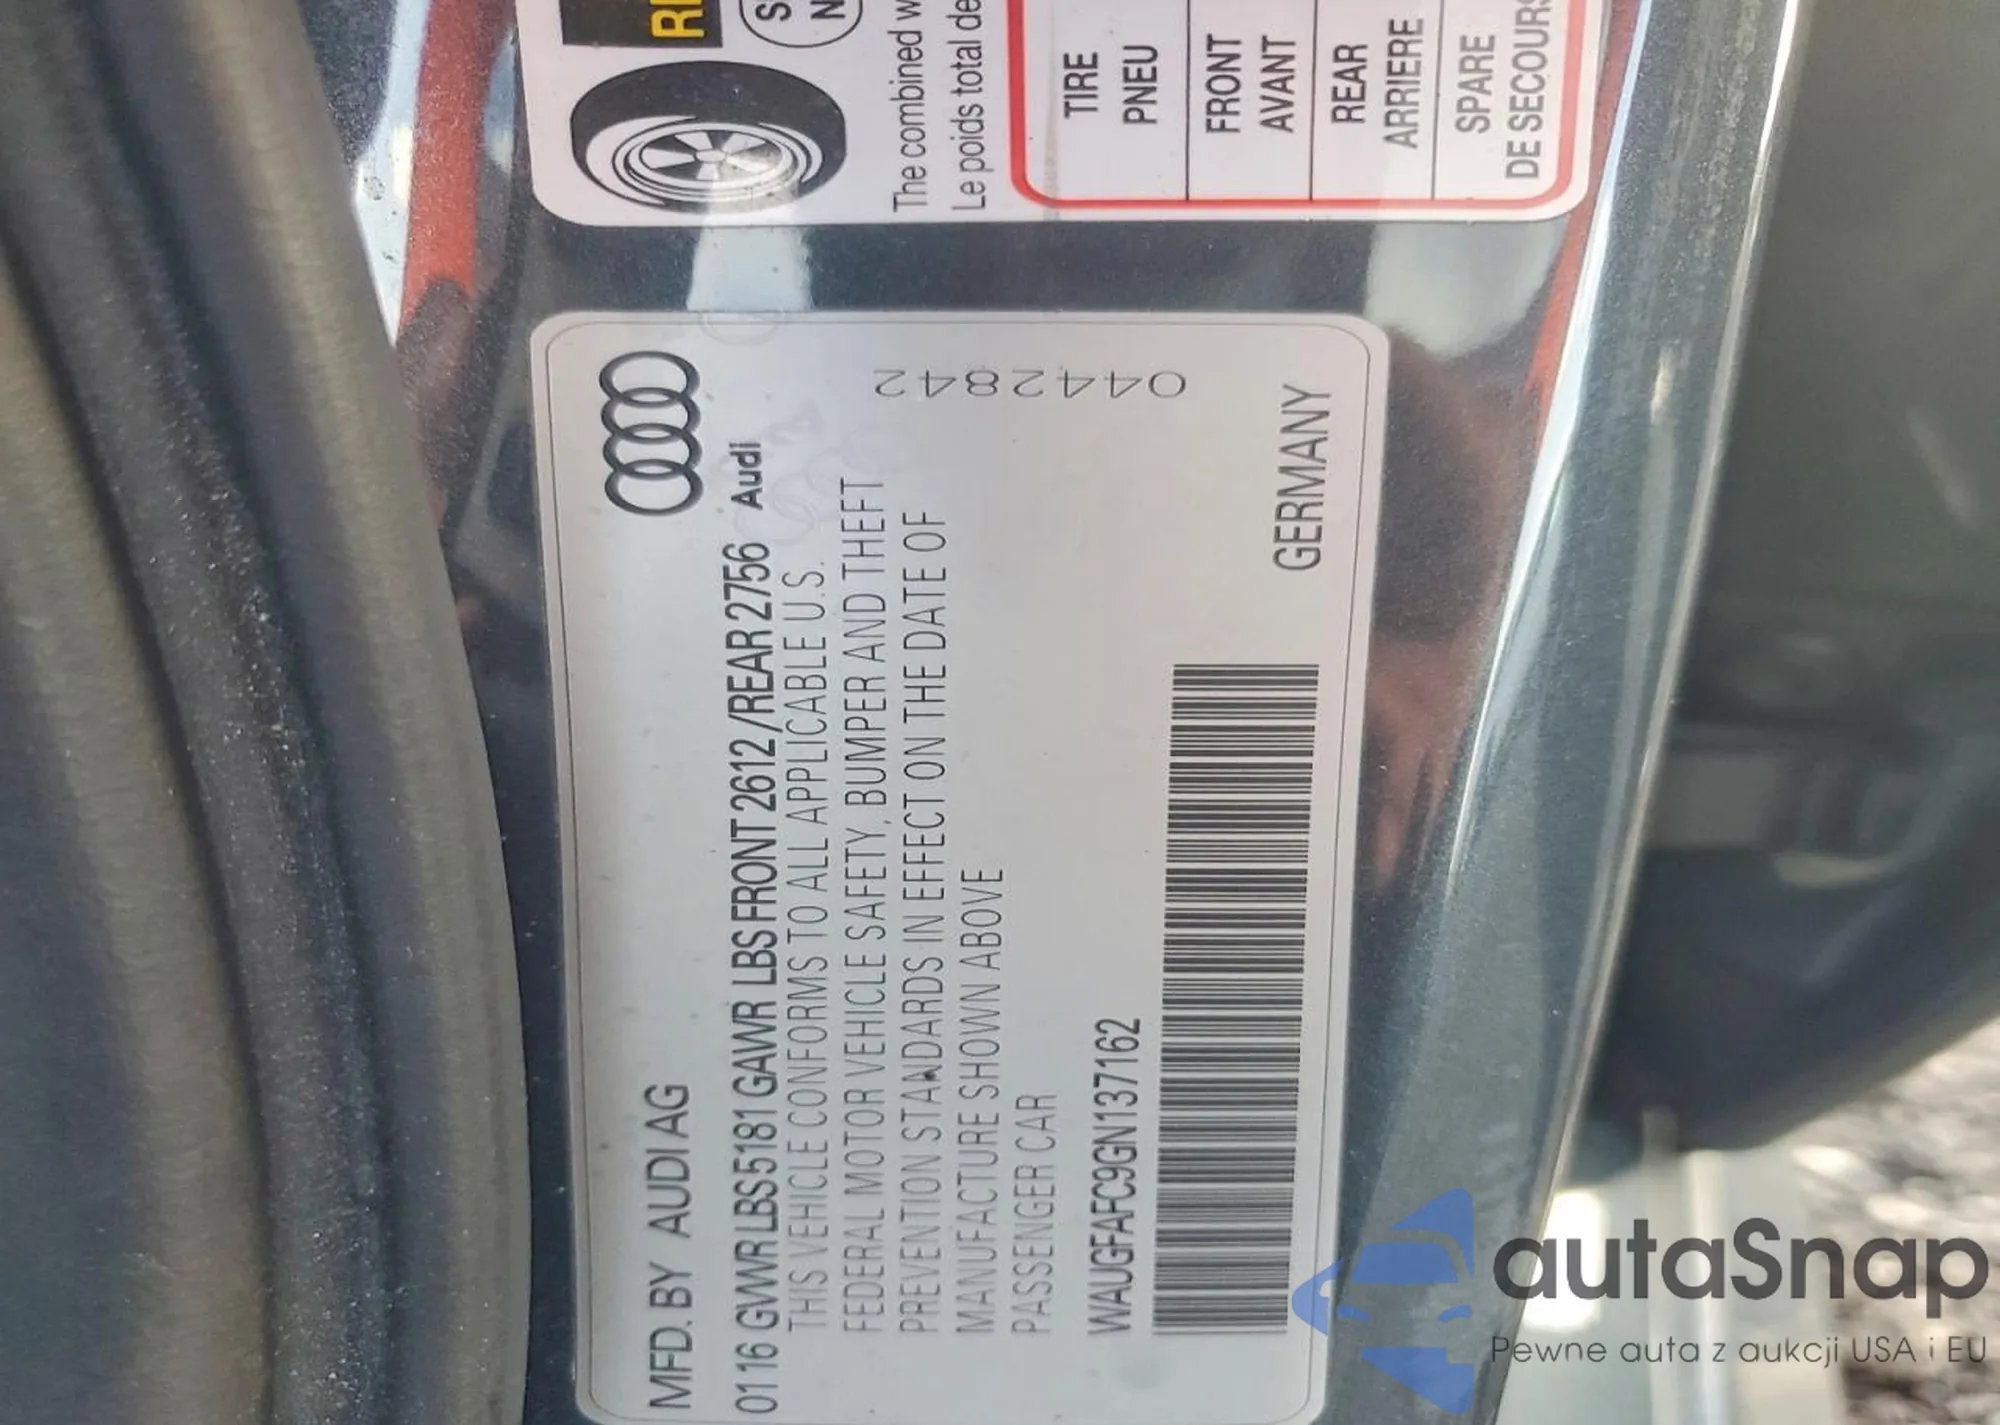 MFD. BY AUDI AG
01 16 GVWR LBS 5181 GAWR LBS FRONT 2612 /REAR 2756 Audi
THIS VEHICLE CONFORMS TO ALL APPLICABLE U.S.
FEDERAL MOTOR VEHICLE SAFETY, BUMPER AND THEFT
PREVENTION STANDARDS IN EFFECT ON THE DATE OF
MANUFACTURE SHOWN ABOVE
PASSENGER CAR
WAUGFAFC9GN137162
GERMANY
0442842
The combined w
Le poids total de
TIRE
PNEU
FRONT
AVANT
REAR
ARRIERE
SPARE
DE SECOURS
autaSnap
Pewne auta z aukcji USA i EU